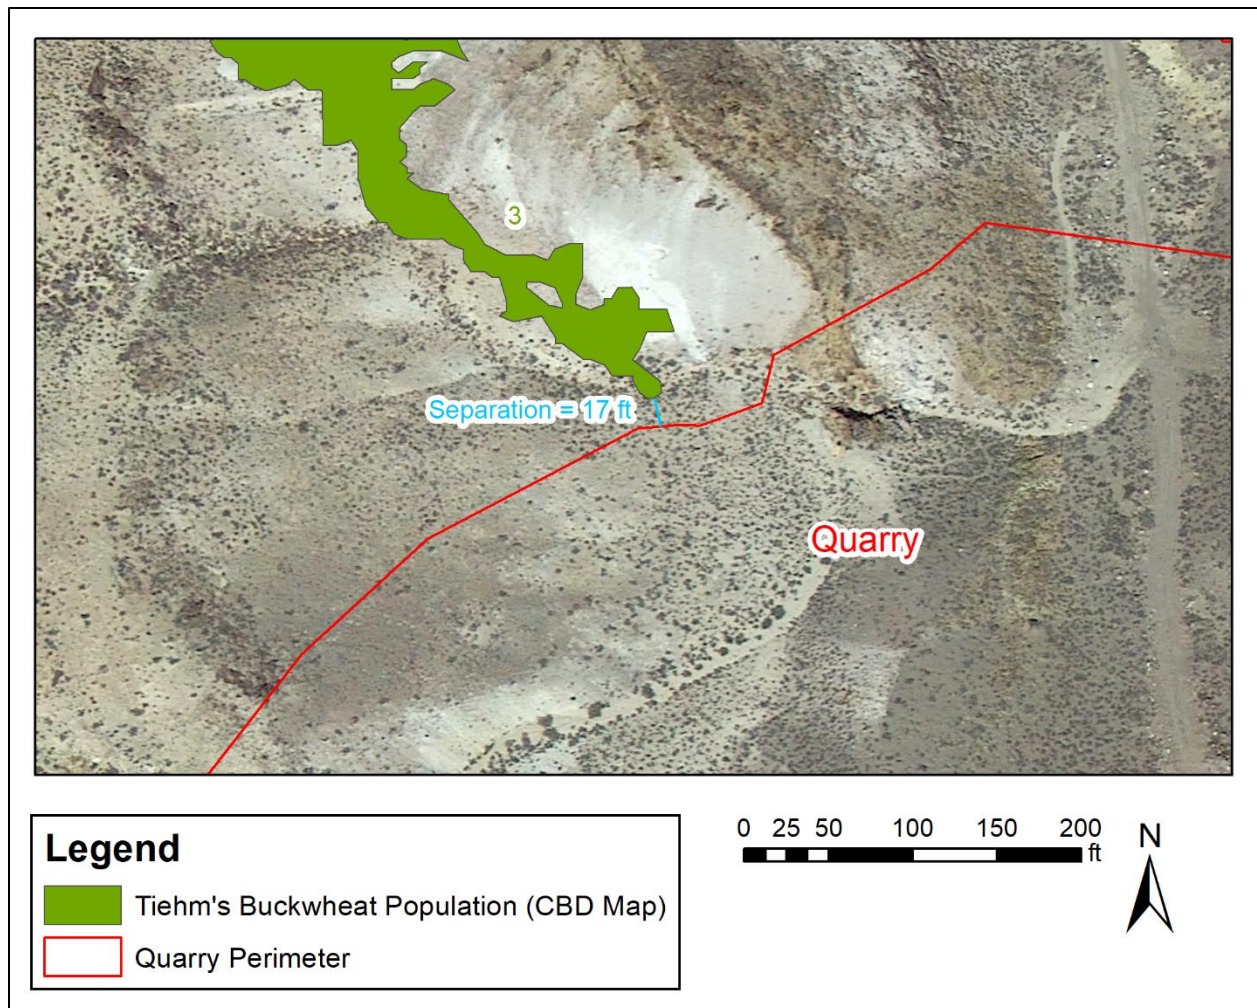 3
Separation = 17 ft
Quarry
Legend
Tiehm's Buckwheat Population (CBD Map)
Quarry Perimeter
0 25 50 100 150 200
ft
N